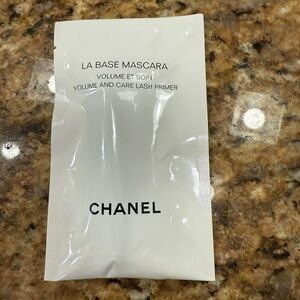 LA BASE MASCARA
VOLUME ET SOIN
VOLUME AND CARE LASH PRIMER
CHANEL